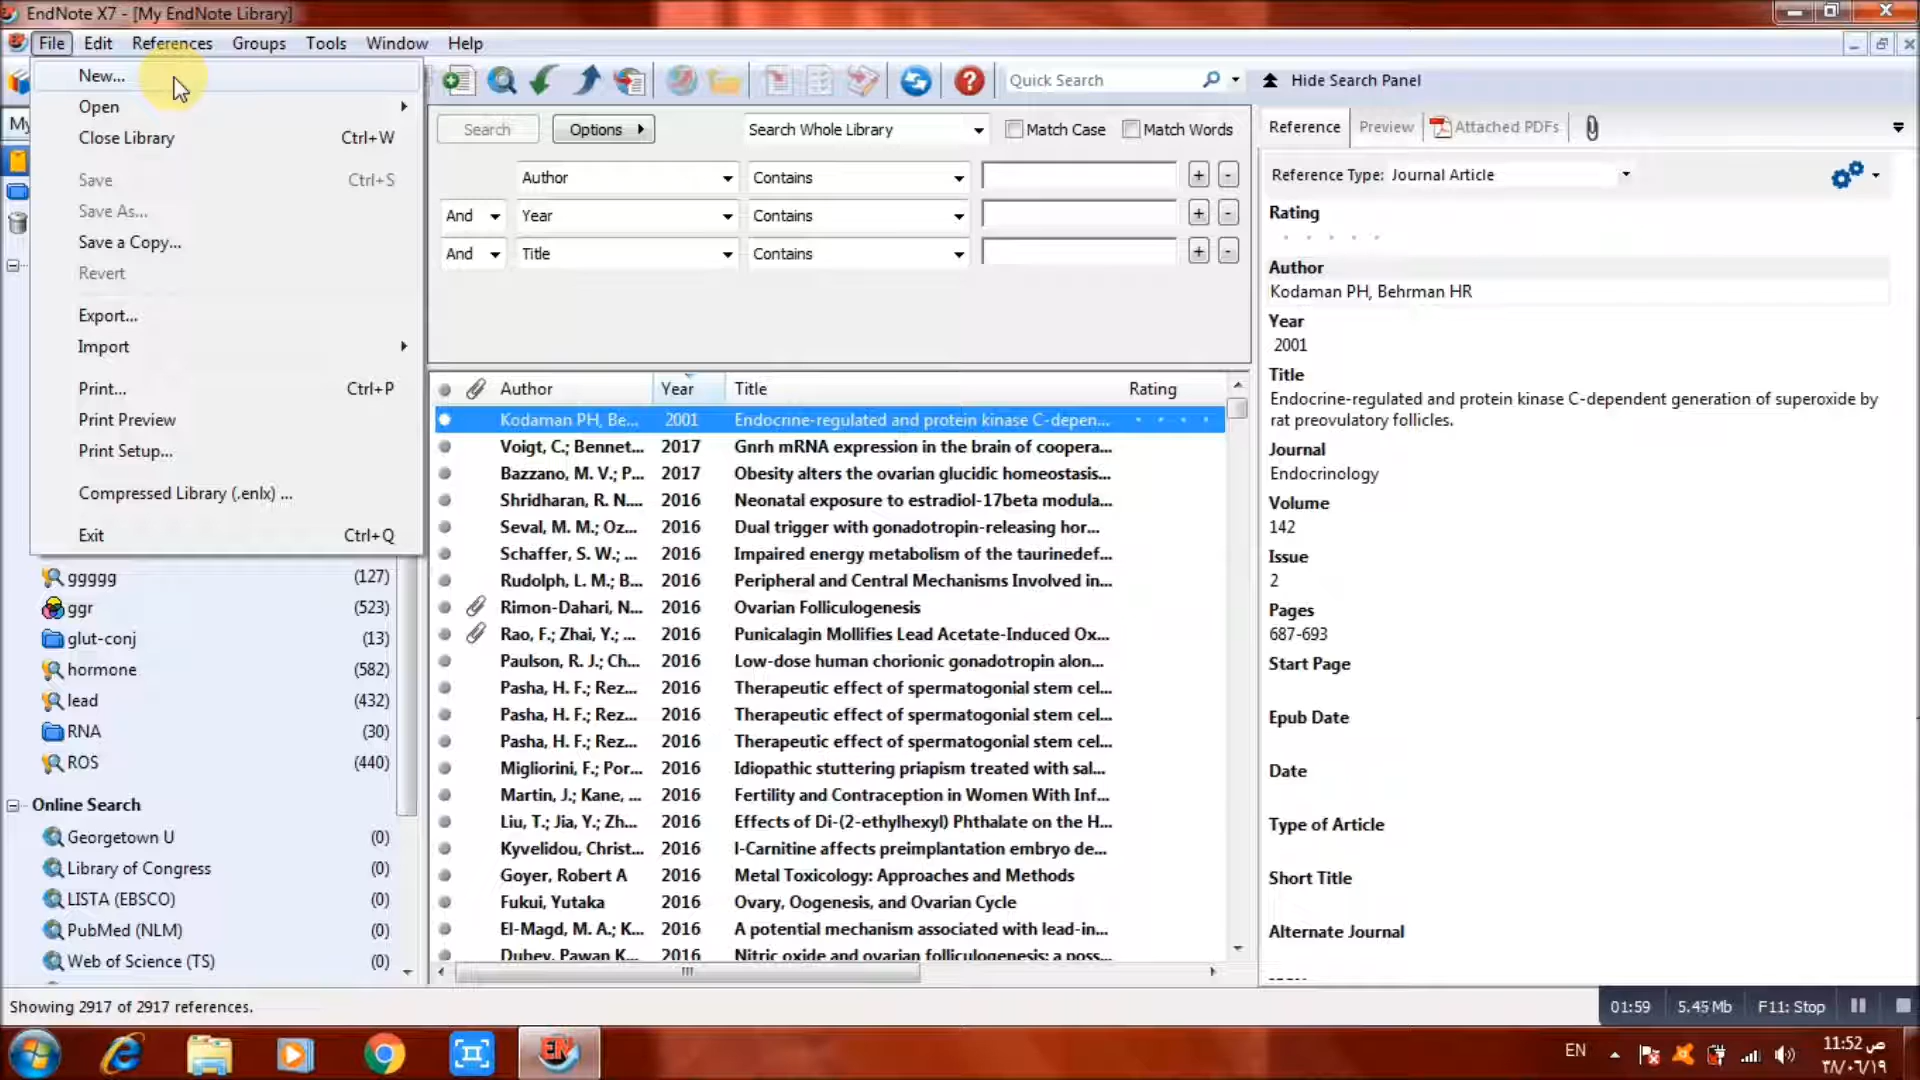 EndNote X7 - [My EndNote Library]
File Edit References Groups Tools Window Help
New...
Open
Close Library Ctrl+W
Save Ctrl+S
Save As...
Save a Copy...
Revert
Export...
Import
Print... Ctrl+P
Print Preview
Print Setup...
Compressed Library (.enlx) ...
Exit Ctrl+Q
My
ggggg (127)
ggr (523)
glut-conj (13)
hormone (582)
lead (432)
RNA (30)
ROS (440)
Online Search
Georgetown U (0)
Library of Congress (0)
LISTA (EBSCO) (0)
PubMed (NLM) (0)
Web of Science (TS) (0)
Quick Search
Hide Search Panel
Search Options Search Whole Library Match Case Match Words
Author Contains + -
And Year Contains + -
And Title Contains + -
Author Year Title Rating
Kodaman PH, Be... 2001 Endocrine-regulated and protein kinase C-depen...
Voigt, C.; Bennet... 2017 Gnrh mRNA expression in the brain of coopera...
Bazzano, M. V.; P... 2017 Obesity alters the ovarian glucidic homeostasis...
Shridharan, R. N.... 2016 Neonatal exposure to estradiol-17beta modula...
Seval, M. M.; Oz... 2016 Dual trigger with gonadotropin-releasing hor...
Schaffer, S. W.; ... 2016 Impaired energy metabolism of the taurinedef...
Rudolph, L. M.; B... 2016 Peripheral and Central Mechanisms Involved in...
Rimon-Dahari, N... 2016 Ovarian Folliculogenesis
Rao, F.; Zhai, Y.; ... 2016 Punicalagin Mollifies Lead Acetate-Induced Ox...
Paulson, R. J.; Ch... 2016 Low-dose human chorionic gonadotropin alon...
Pasha, H. F.; Rez... 2016 Therapeutic effect of spermatogonial stem cel...
Pasha, H. F.; Rez... 2016 Therapeutic effect of spermatogonial stem cel...
Pasha, H. F.; Rez... 2016 Therapeutic effect of spermatogonial stem cel...
Migliorini, F.; Por... 2016 Idiopathic stuttering priapism treated with sal...
Martin, J.; Kane, ... 2016 Fertility and Contraception in Women With Inf...
Liu, T.; Jia, Y.; Zh... 2016 Effects of Di-(2-ethylhexyl) Phthalate on the H...
Kyvelidou, Christ... 2016 l-Carnitine affects preimplantation embryo de...
Goyer, Robert A 2016 Metal Toxicology: Approaches and Methods
Fukui, Yutaka 2016 Ovary, Oogenesis, and Ovarian Cycle
El-Magd, M. A.; K... 2016 A potential mechanism associated with lead-in...
Dubey, Pawan K... 2016 Nitric oxide and ovarian folliculogenesis: a poss...
Reference Preview Attached PDFs
Reference Type: Journal Article
Rating
Author
Kodaman PH, Behrman HR
Year
2001
Title
Endocrine-regulated and protein kinase C-dependent generation of superoxide by
rat preovulatory follicles.
Journal
Endocrinology
Volume
142
Issue
2
Pages
687-693
Start Page
Epub Date
Date
Type of Article
Short Title
Alternate Journal
Showing 2917 of 2917 references.
01:59 5.45 Mb F11: Stop
EN
11:52 ص
٣٨/٠٦/١٩